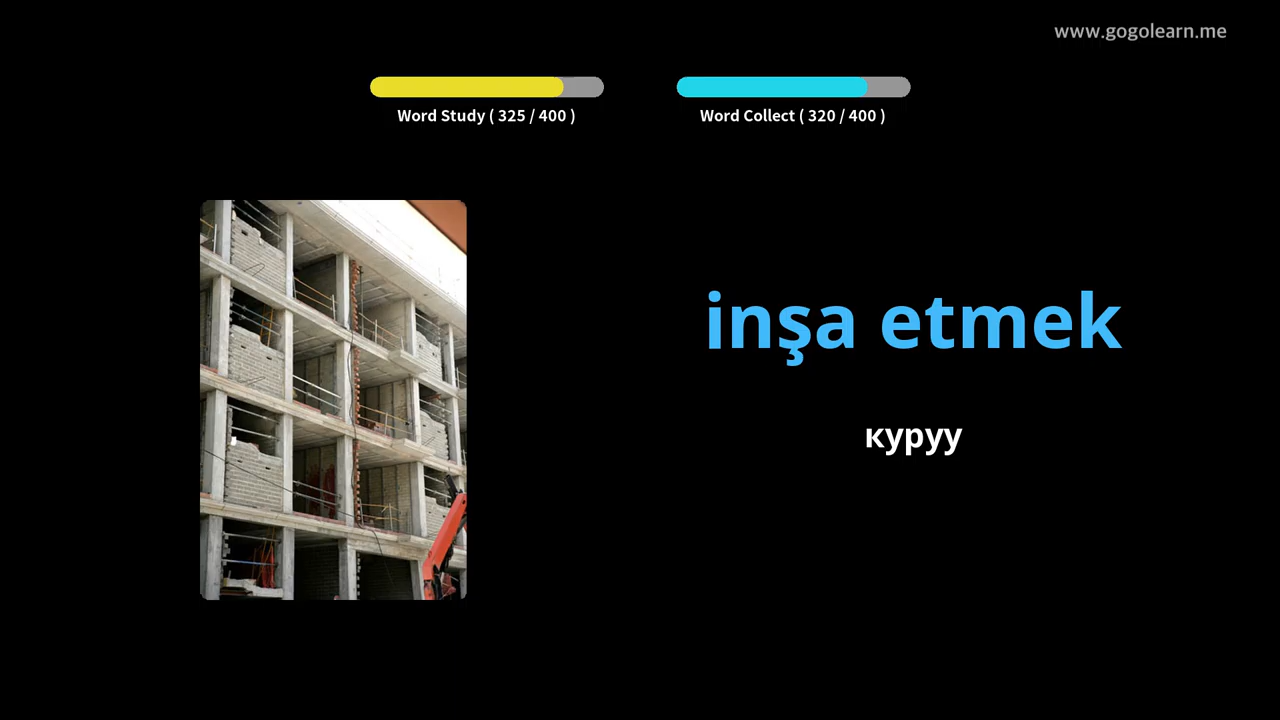 www.gogolearn.me
Word Study ( 325 / 400 )
Word Collect ( 320 / 400 )
inşa etmek
куруу